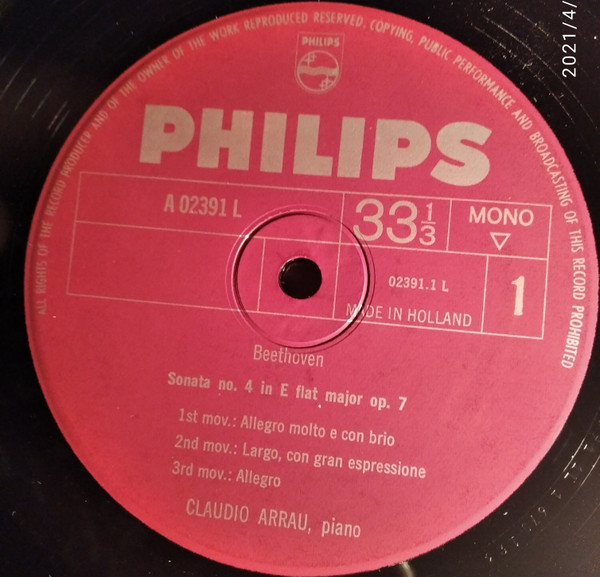 2021/4/
ALL RIGHTS OF THE RECORD PRODUCER AND OF THE OWNER OF THE WORK REPRODUCED RESERVED. COPYING, PUBLIC PERFORMANCE AND BROADCASTING OF THIS RECORD PROHIBITED
PHILIPS
PHILIPS
A 02391 L
33 1/3
MONO
02391.1 L
1
MADE IN HOLLAND
Beethoven
Sonata no. 4 in E flat major op. 7
1st mov.: Allegro molto e con brio
2nd mov.: Largo, con gran espressione
3rd mov.: Allegro
CLAUDIO ARRAU, piano